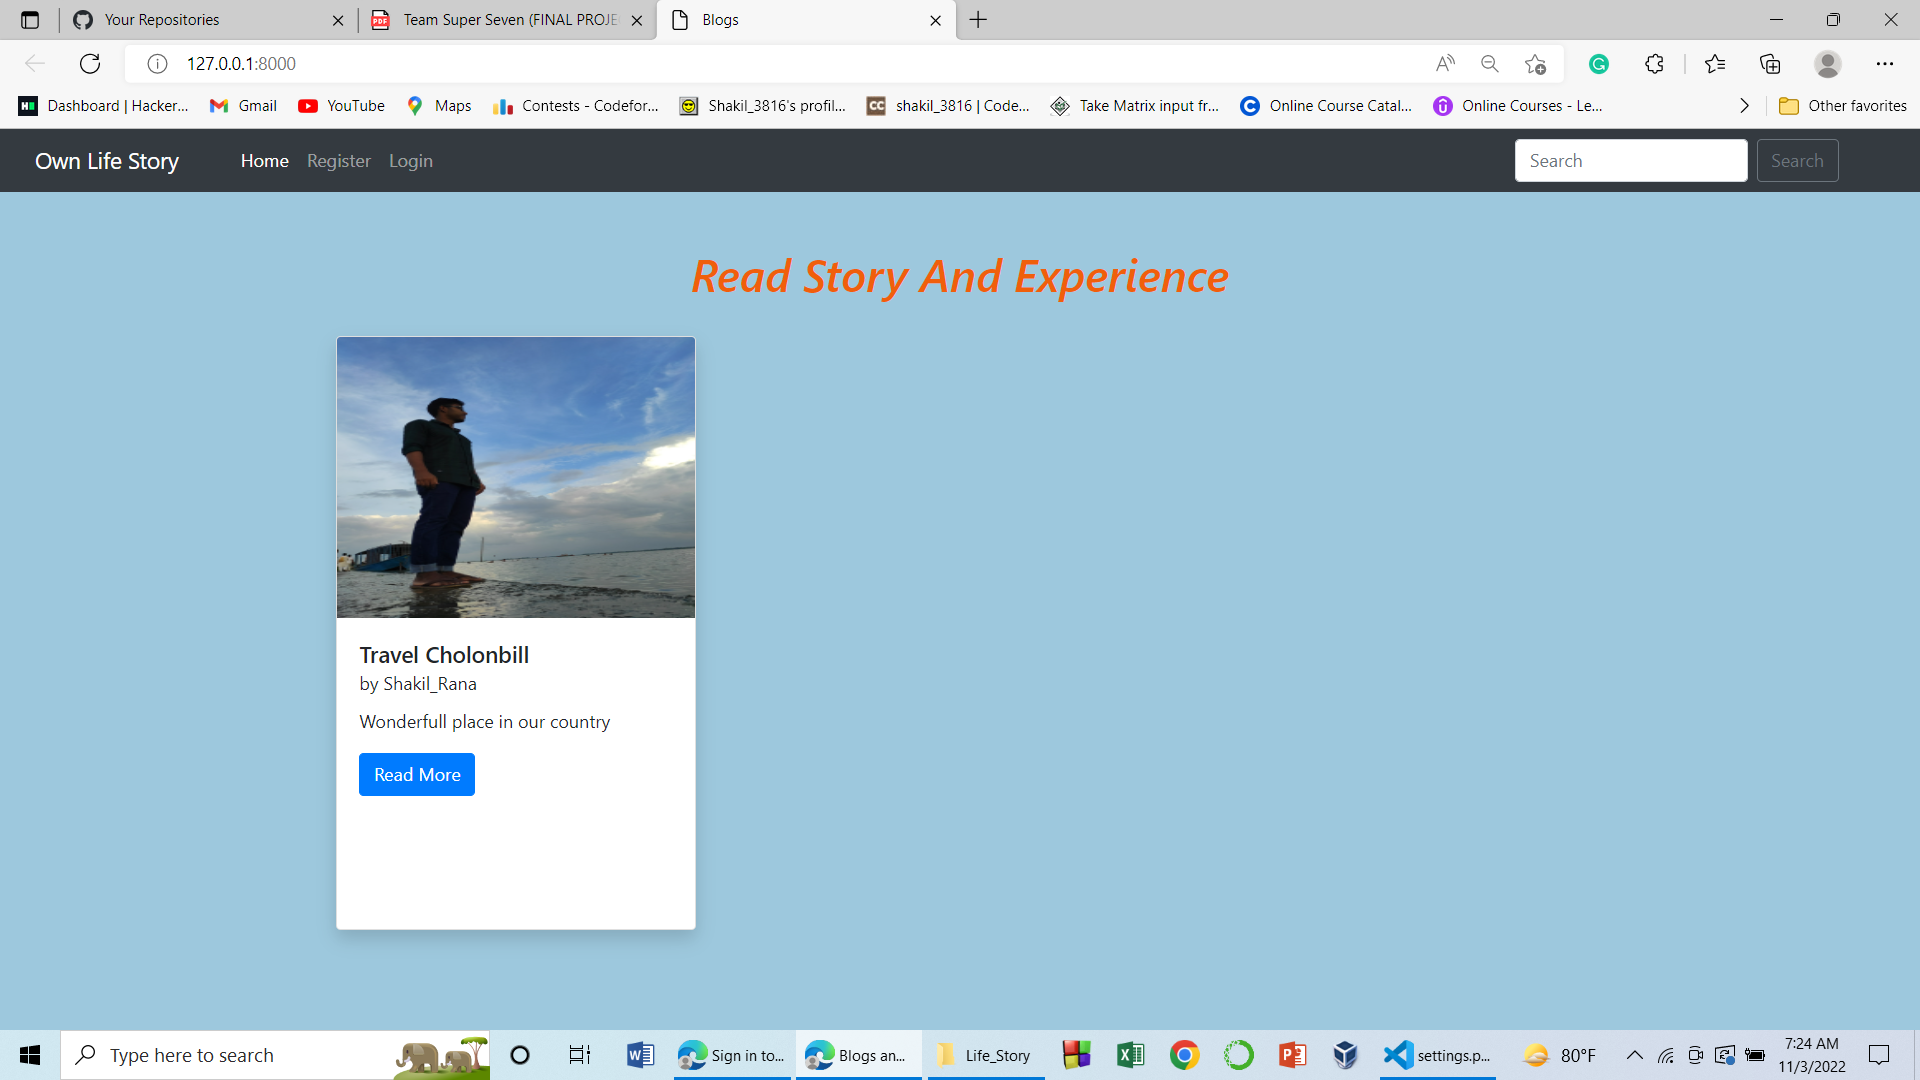 Your Repositories
Team Super Seven (FINAL PROJE
Blogs
127.0.0.1:8000
Dashboard | Hacker...
Gmail
YouTube
Maps
Contests - Codefor...
Shakil_3816's profil...
CC
shakil_3816 | Code...
Take Matrix input fr...
Online Course Catal...
Online Courses - Le...
Other favorites
Own Life Story
Home
Register
Login
Search
Search
Read Story And Experience
Travel Cholonbill
by Shakil_Rana
Wonderfull place in our country
Read More
Type here to search
Sign in to...
Blogs an...
Life_Story
settings.p...
80°F
7:24 AM
11/3/2022